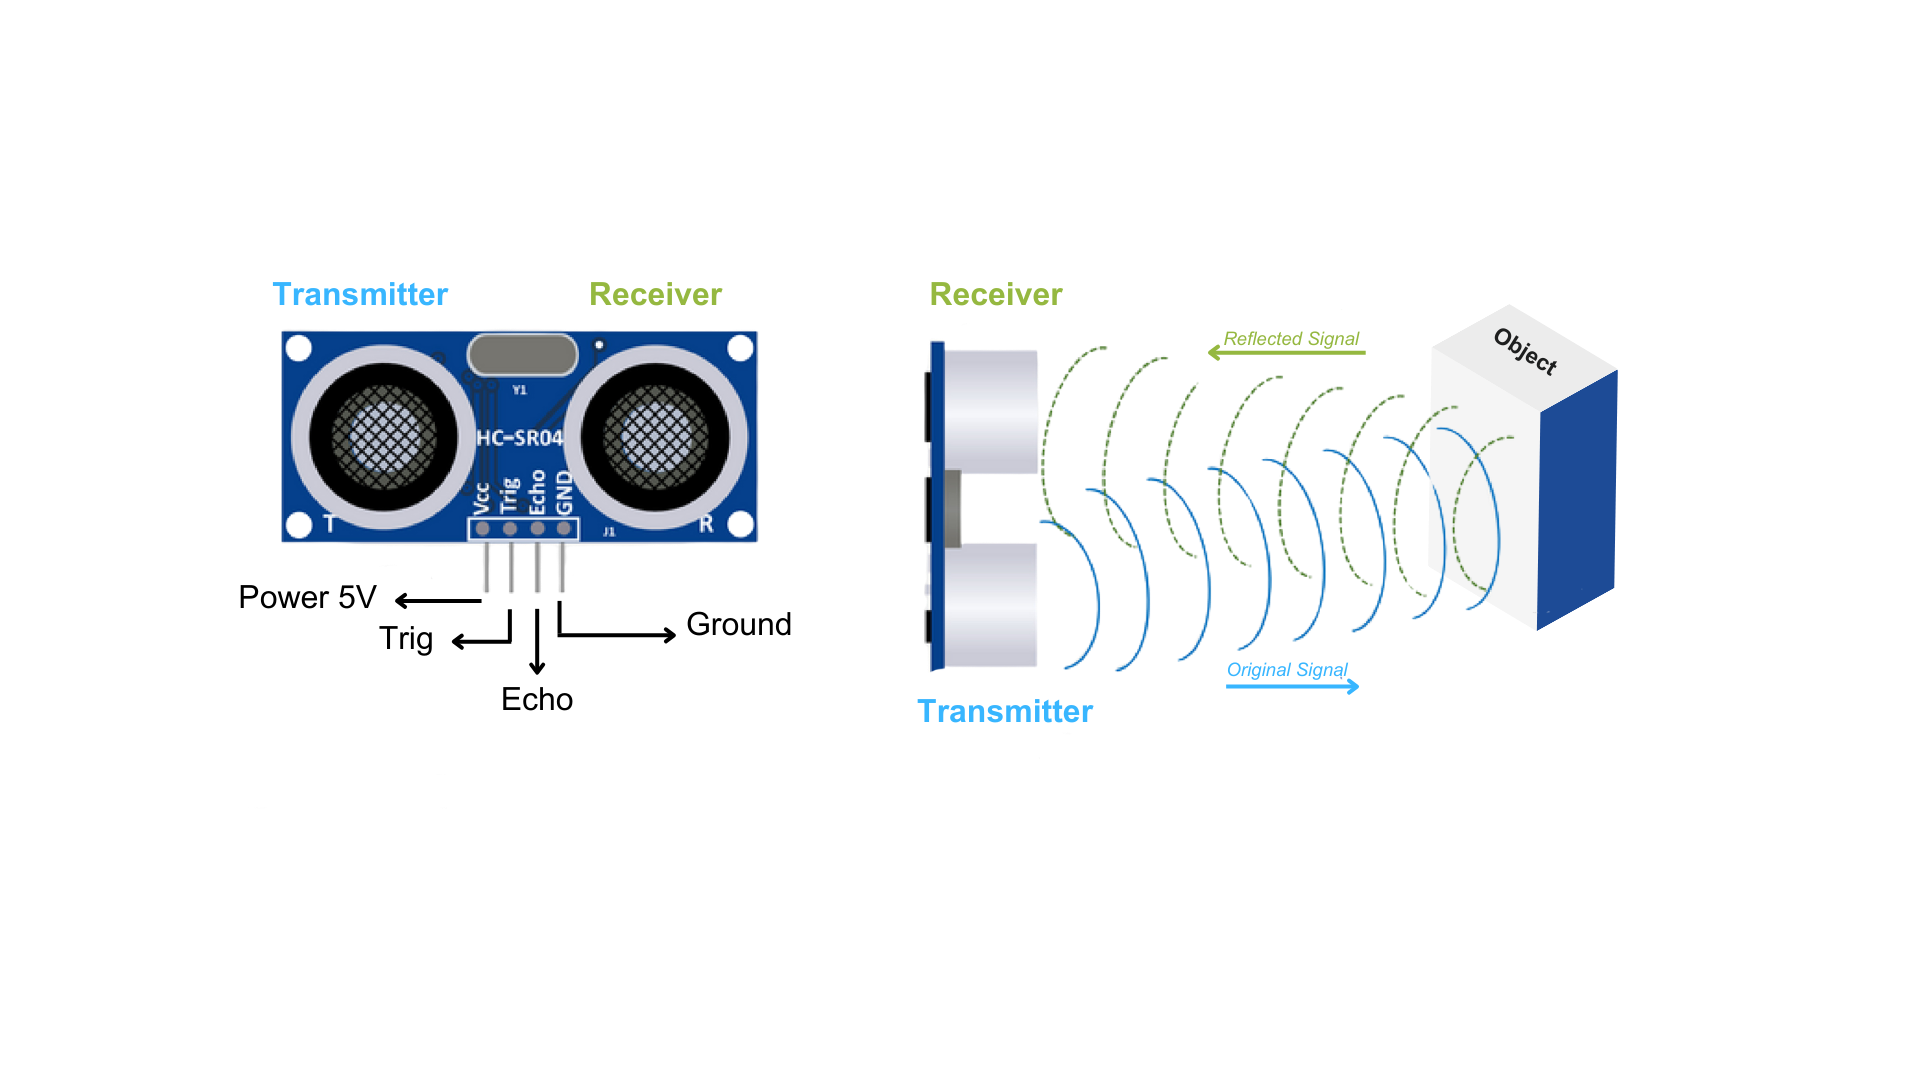 Transmitter
Receiver
Y1
HC-SR04
Vcc
Trig
Echo
GND
T
J1
R
Power 5V
Trig
Echo
Ground
Receiver
Reflected Signal
Object
Original Signal
Transmitter